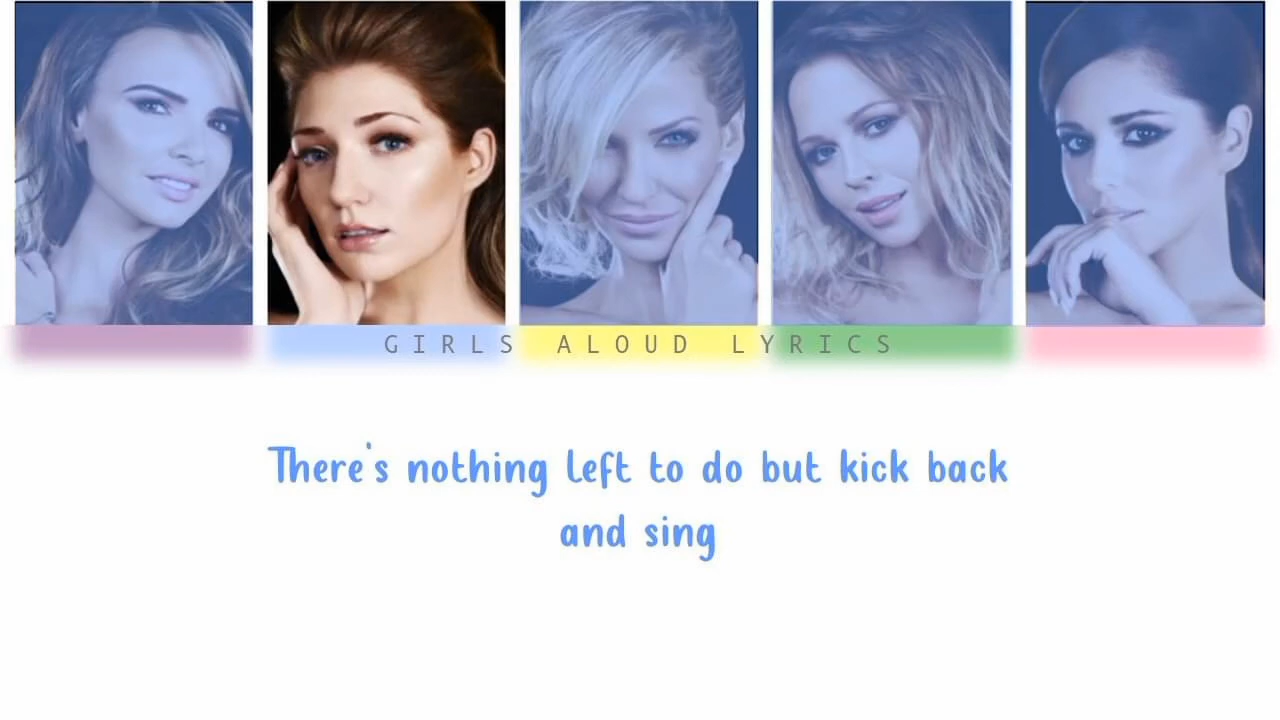 GIRLS ALOUD LYRICS
There's nothing left to do but kick back
and sing